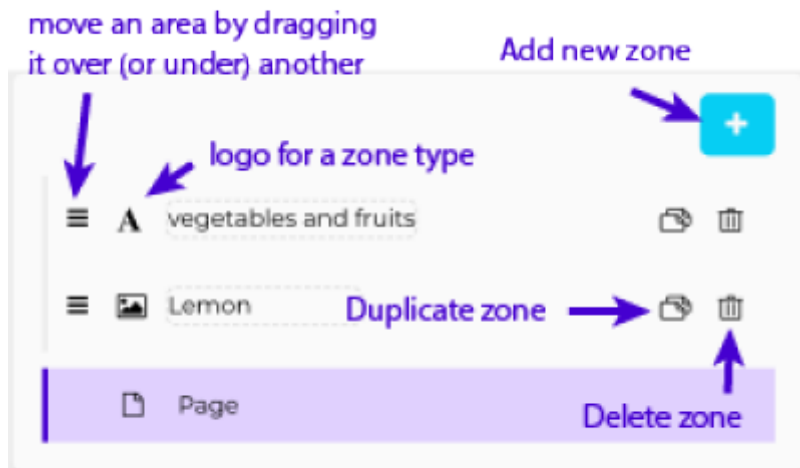 move an area by dragging
it over (or under) another
Add new zone
+
logo for a zone type
A vegetables and fruits
Lemon
Duplicate zone
Page
Delete zone